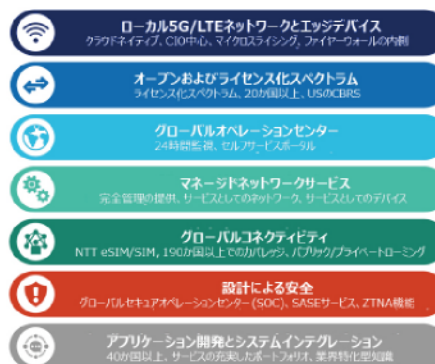 ローカル5G/LTEネットワークとエッジデバイス
クラウドネイティブ、CIO中心、マイクロスライシング、ファイヤーウォールの内側
オープンおよびライセンス化スペクトラム
ライセンス化スペクトラム、20か国以上、USのCBRS
グローバルオペレーションセンター
24時間監視、セルフサービスポータル
マネージドネットワークサービス
完全管理の提供、サービスとしてのネットワーク、サービスとしてのデバイス
グローバルコネクティビティ
NTT eSIM/SIM, 190か国以上でのカバレッジ、パブリック/プライベートローミング
設計による安全
グローバルセキュアオペレーションセンター (SOC)、SASEサービス、ZTNA機能
アプリケーション開発とシステムインテグレーション
40か国以上、サービスの充実したポートフォリオ、業界特化型知識